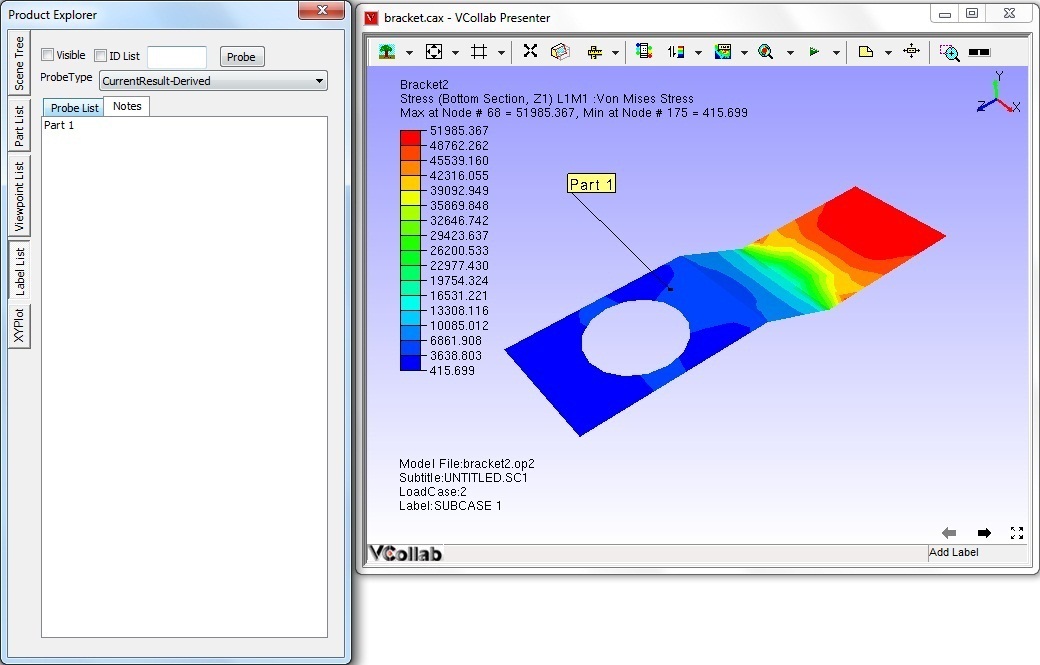 Product Explorer
Scene Tree
Part List
Viewpoint List
Label List
XYPlot
Visible
ID List
Probe
ProbeType
CurrentResult-Derived
Probe List
Notes
Part 1
bracket.cax - VCollab Presenter
Bracket2
Stress (Bottom Section, Z1) L1M1 :Von Mises Stress
Max at Node # 68 = 51985.367, Min at Node # 175 = 415.699
51985.367
48762.262
45539.160
42316.055
39092.949
35869.848
32646.742
29423.637
26200.533
22977.430
19754.324
16531.221
13308.116
10085.012
6861.908
3638.803
415.699
Part 1
Y
Z
X
Model File:bracket2.op2
Subtitle:UNTITLED.SC1
LoadCase:2
Label:SUBCASE 1
VCollab
Add Label